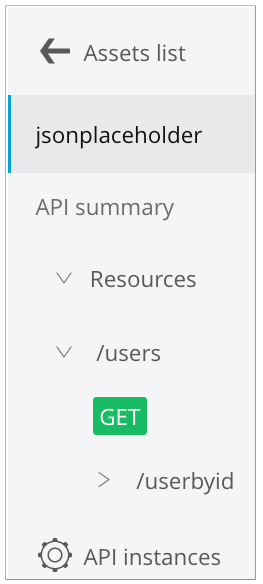 Assets list
jsonplaceholder
API summary
Resources
/users
GET
/userbyid
API instances